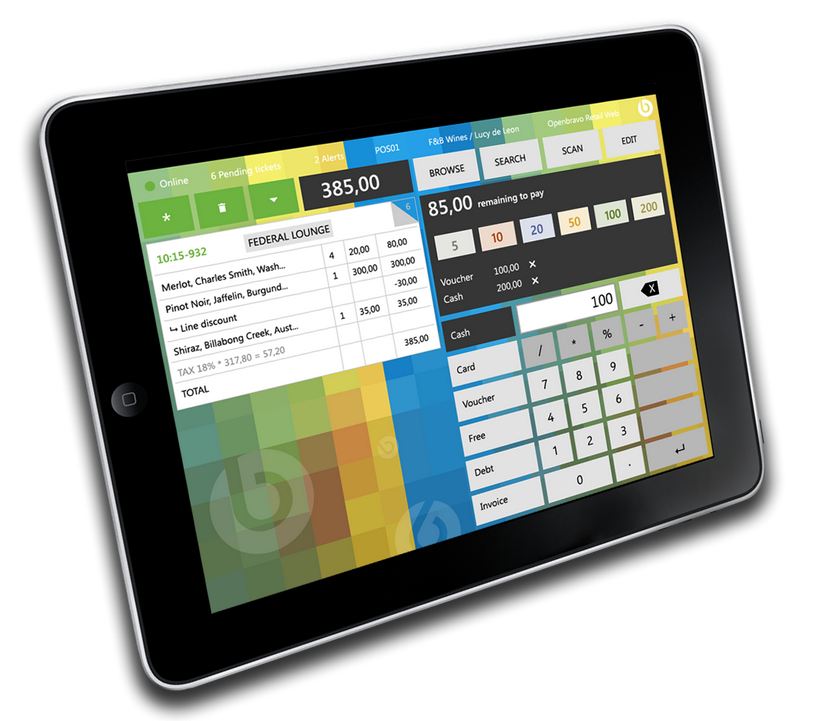 Online 6 Pending tickets 2 Alerts POS01 F&B Wines / Lucy de Leon Openbravo Retail Web
* 385,00 BROWSE SEARCH SCAN EDIT
10:15-932 FEDERAL LOUNGE 6
Merlot, Charles Smith, Wash... 4 20,00 80,00
Pinot Noir, Jaffelin, Burgund... 1 300,00 300,00
↳ Line discount -30,00
Shiraz, Billabong Creek, Aust... 1 35,00 35,00
TAX 18% * 317,80 = 57,20
TOTAL 385,00
85,00 remaining to pay
5 10 20 50 100 200
Voucher 100,00 ×
Cash 200,00 ×
Cash 100 X
Card / * % - +
Voucher 7 8 9
Free 4 5 6
Debt 1 2 3
Invoice 0 . ↵